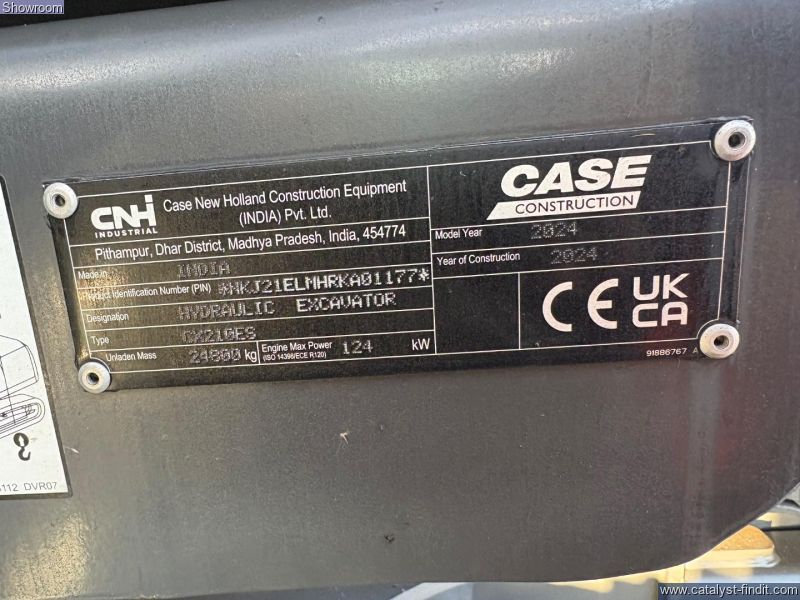 Showroom
CNHi
INDUSTRIAL
Case New Holland Construction Equipment
(INDIA) Pvt. Ltd.
Pithampur, Dhar District, Madhya Pradesh, India, 454774
Made in INDIA
Product Identification Number (PIN) *NKJ21ELMHRKA01177*
Designation HYDRAULIC EXCAVATOR
Type CX210ES
Unladen Mass 24800 kg
Engine Max Power 124 kW
(ISO 14396/ECE R120)
CASE
CONSTRUCTION
Model Year 2024
Year of Construction 2024
CE UK
CA
91886767 A
112 DVR07
www.catalyst-findit.com